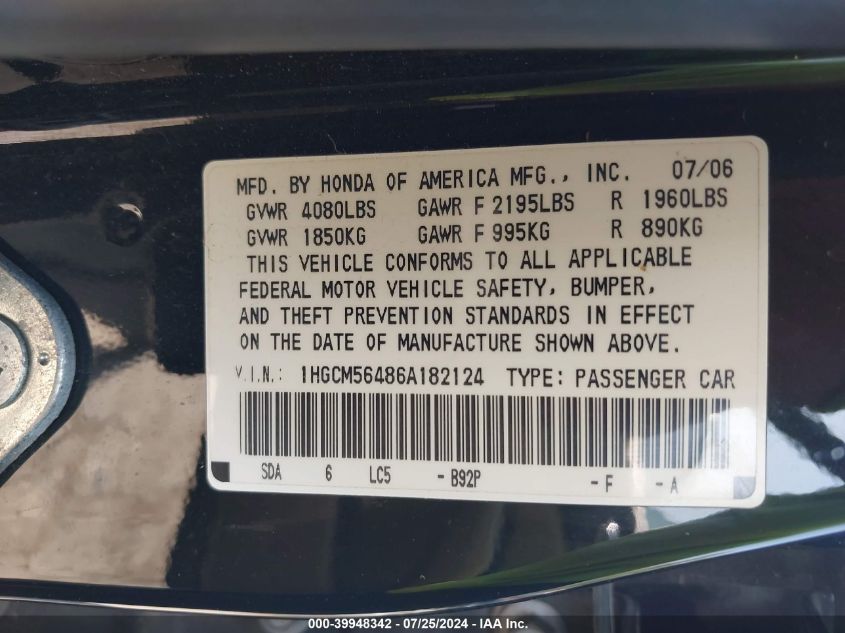 MFD. BY HONDA OF AMERICA MFG., INC. 07/06
GVWR 4080LBS GAWR F 2195LBS R 1960LBS
GVWR 1850KG GAWR F 995KG R 890KG
THIS VEHICLE CONFORMS TO ALL APPLICABLE
FEDERAL MOTOR VEHICLE SAFETY, BUMPER,
AND THEFT PREVENTION STANDARDS IN EFFECT
ON THE DATE OF MANUFACTURE SHOWN ABOVE.
V.I.N.: 1HGCM56486A182124 TYPE: PASSENGER CAR
SDA 6 LC5 -B92P -F -A
000-39948342 - 07/25/2024 - IAAI.com.